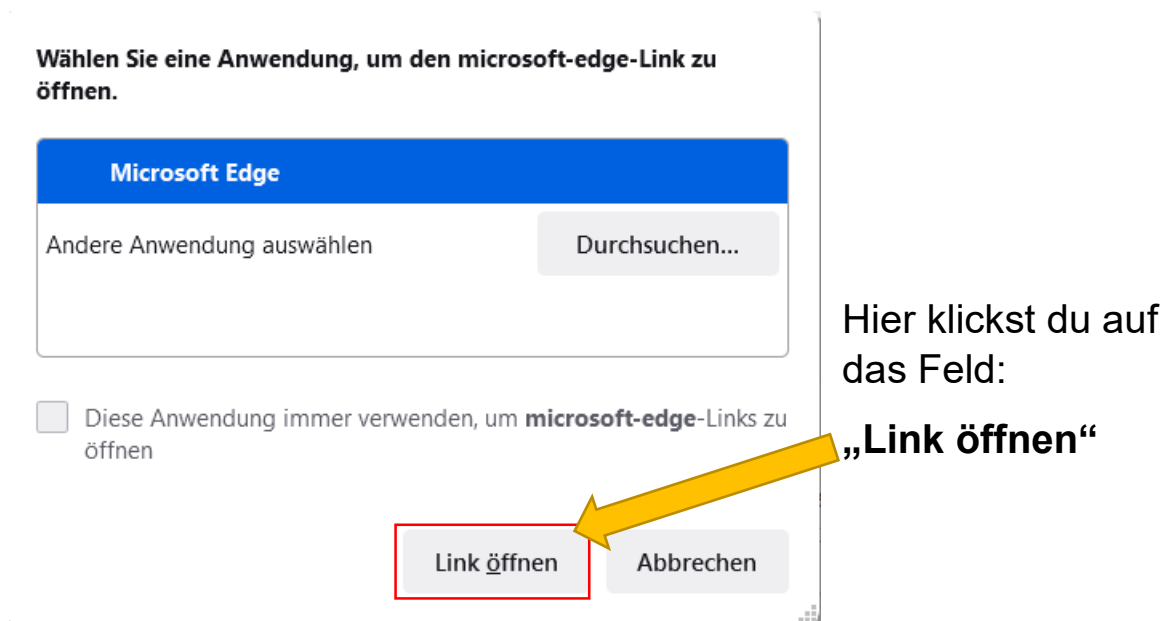 Wählen Sie eine Anwendung, um den microsoft-edge-Link zu
öffnen.
Microsoft Edge
Andere Anwendung auswählen
Durchsuchen...
Diese Anwendung immer verwenden, um microsoft-edge-Links zu
öffnen
Link öffnen
Abbrechen
Hier klickst du auf
das Feld:
„Link öffnen“